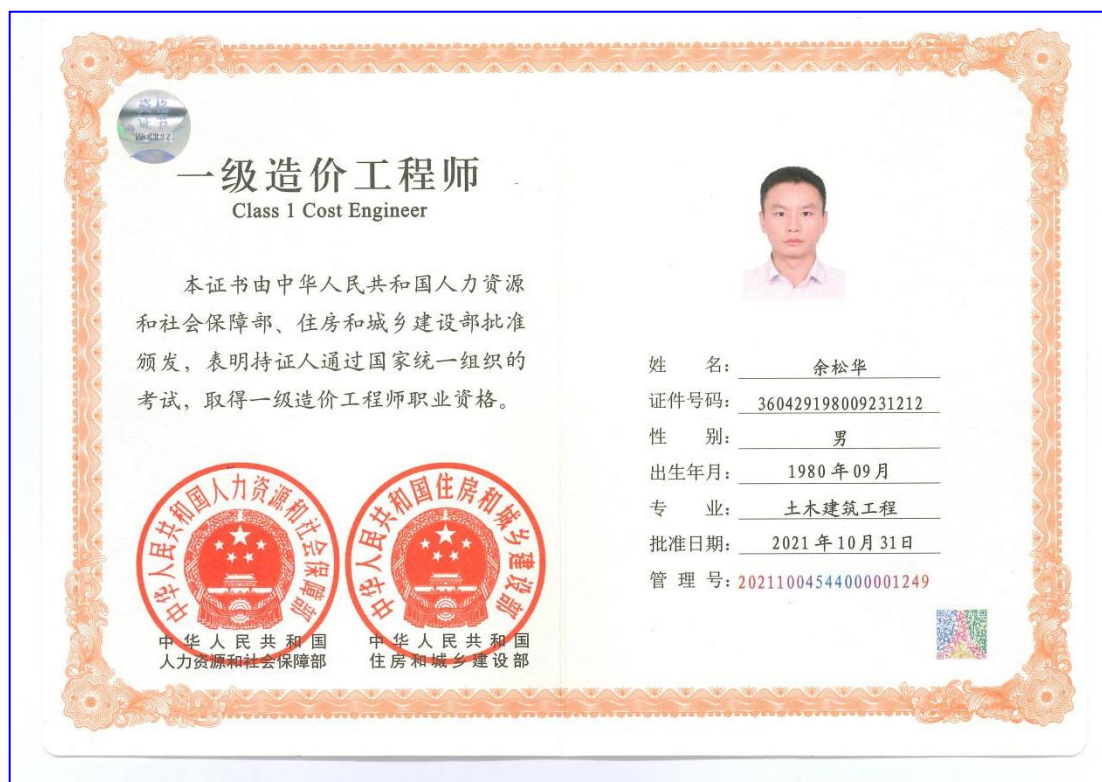 资格
证书
一级造价工程师
Class 1 Cost Engineer
本证书由中华人民共和国人力资源
和社会保障部、住房和城乡建设部批准
颁发，表明持证人通过国家统一组织的
考试，取得一级造价工程师职业资格。
中华人民共和国人力资源和社会保障部
中华人民共和国住房和城乡建设部
中华人民共和国
人力资源和社会保障部
中华人民共和国
住房和城乡建设部
姓 名：余松华
证件号码：360429198009231212
性 别：男
出生年月：1980年09月
专 业：土木建筑工程
批准日期：2021年10月31日
管 理 号：20211004544000001249